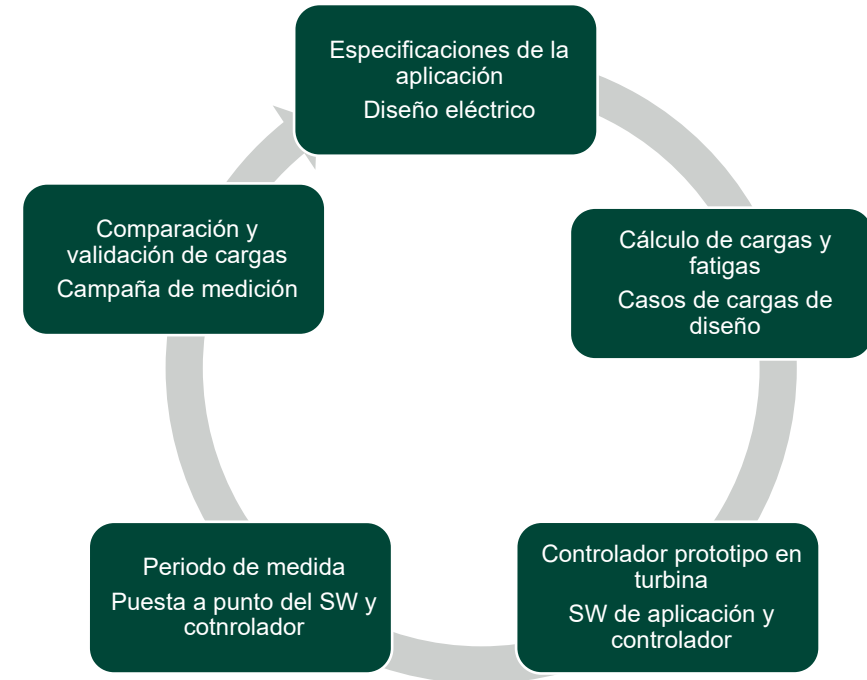 Especificaciones de la
aplicación
Diseño eléctrico
Cálculo de cargas y
fatigas
Casos de cargas de
diseño
Controlador prototipo en
turbina
SW de aplicación y
controlador
Periodo de medida
Puesta a punto del SW y
cotnrolador
Comparación y
validación de cargas
Campaña de medición